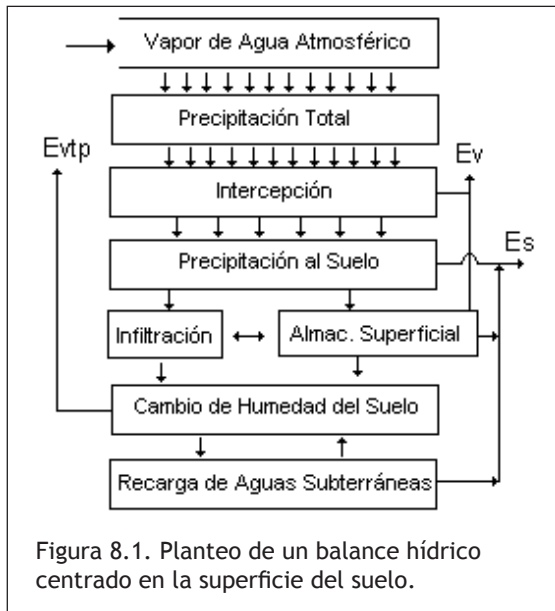 Vapor de Agua Atmosférico
Precipitación Total
Evtp
Ev
Intercepción
Es
Precipitación al Suelo
Infiltración
Almac. Superficial
Cambio de Humedad del Suelo
Recarga de Aguas Subterráneas
Figura 8.1. Planteo de un balance hídrico
centrado en la superficie del suelo.